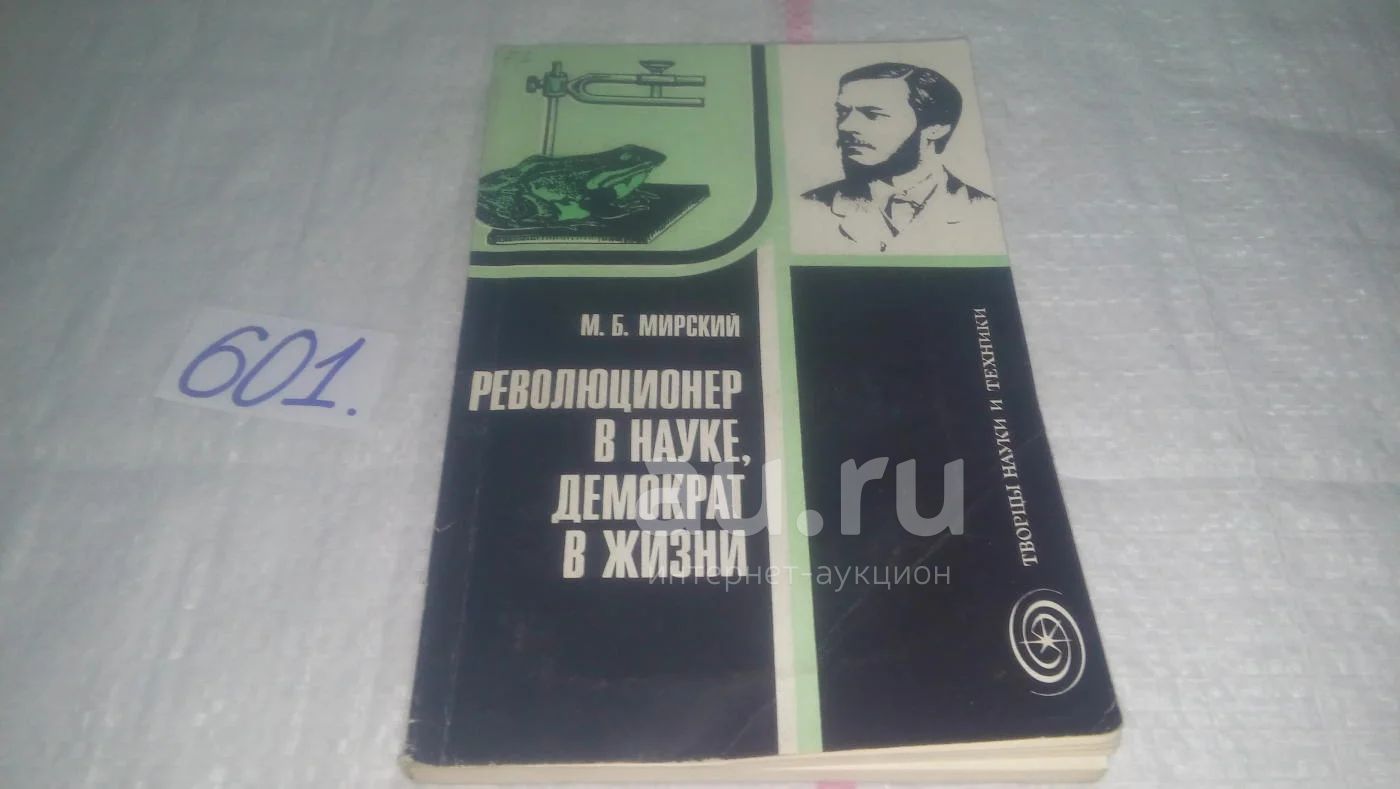 М. Б. МИРСКИЙ
РЕВОЛЮЦИОНЕР
В НАУКЕ,
ДЕМОКРАТ
В ЖИЗНИ
ТВОРЦЫ НАУКИ И ТЕХНИКИ
601.
au.ru
интернет-аукцион